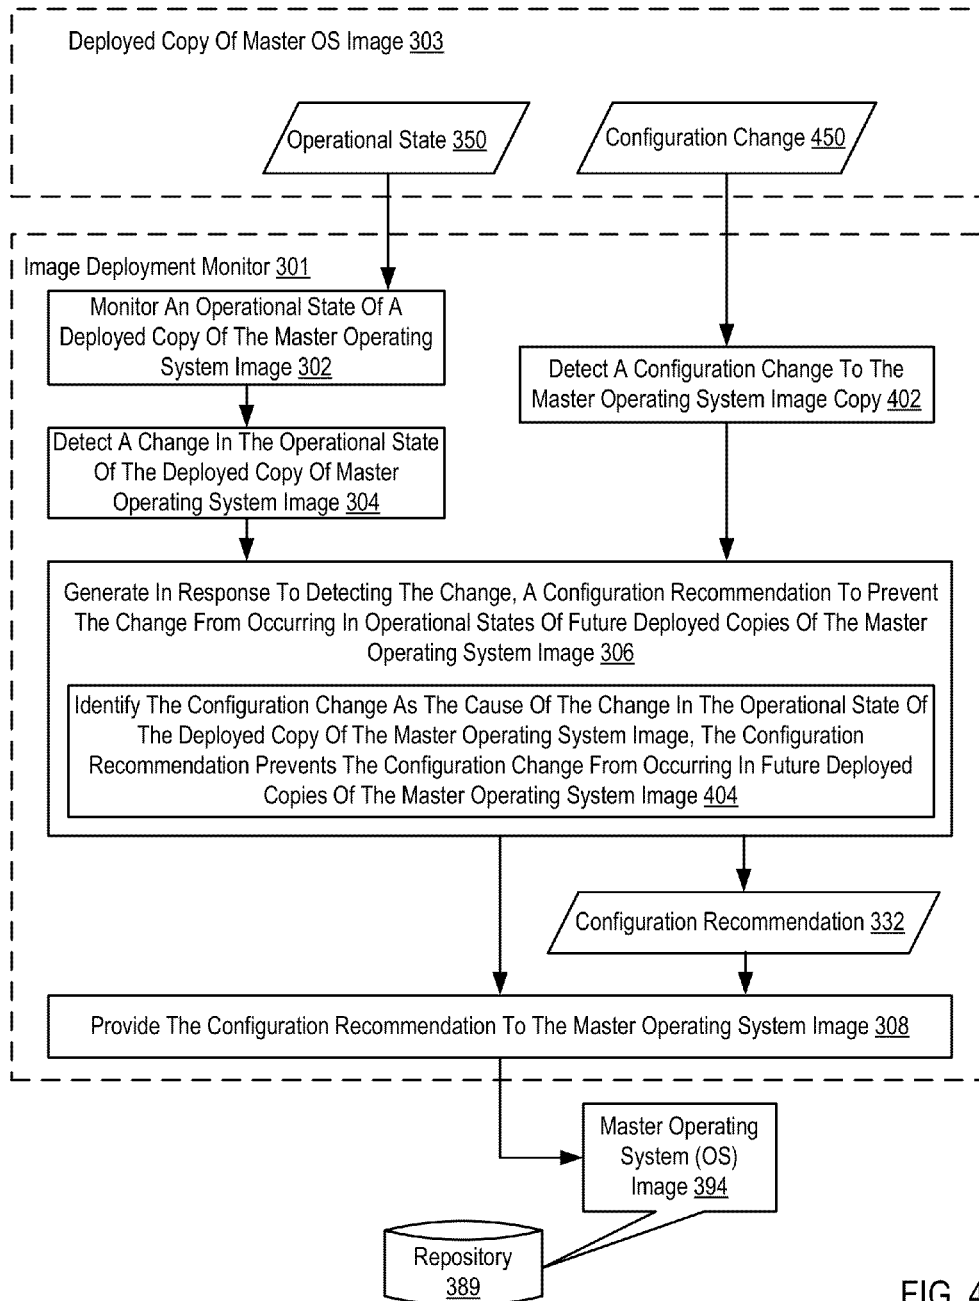 Deployed Copy Of Master OS Image 303
Operational State 350
Configuration Change 450
Image Deployment Monitor 301
Monitor An Operational State Of A
Deployed Copy Of The Master Operating
System Image 302
Detect A Configuration Change To The
Master Operating System Image Copy 402
Detect A Change In The Operational State
Of The Deployed Copy Of Master
Operating System Image 304
Generate In Response To Detecting The Change, A Configuration Recommendation To Prevent
The Change From Occurring In Operational States Of Future Deployed Copies Of The Master
Operating System Image 306
Identify The Configuration Change As The Cause Of The Change In The Operational State Of
The Deployed Copy Of The Master Operating System Image, The Configuration
Recommendation Prevents The Configuration Change From Occurring In Future Deployed
Copies Of The Master Operating System Image 404
Configuration Recommendation 332
Provide The Configuration Recommendation To The Master Operating System Image 308
Master Operating
System (OS)
Image 394
Repository
389
FIG. 4